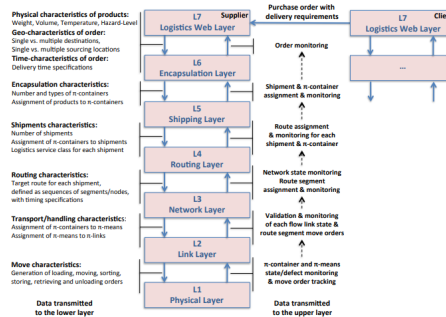 Physical characteristics of products:
Weight, Volume, Temperature, Hazard-Level
Geo-characteristic of order:
Single vs. multiple destinations,
Single vs. multiple sourcing locations
Time-characteristic of order:
Delivery time specifications
Encapsulation characteristics:
Number and types of π-containers
Assignment of products to π-containers
Shipments characteristics:
Number of shipments
Assignment of π-containers to shipments
Logistics service class for each shipment
Routing characteristics:
Target route for each shipment,
defined as sequences of segments/nodes,
with timing specifications
Transport/handling characteristics:
Assignment of π-containers to π-means
Assignment of π-means to π-links
Move characteristics:
Generation of loading, moving, sorting,
storing, retrieving and unloading orders
Data transmitted
to the lower layer
L7
Supplier
Logistics Web Layer
L6
Encapsulation Layer
L5
Shipping Layer
L4
Routing Layer
L3
Network Layer
L2
Link Layer
L1
Physical Layer
Purchase order with
delivery requirements
Order monitoring
Shipment & π-container
assignment & monitoring
Route assignment
& monitoring for each
shipment & π-container
Network state monitoring
Route segment
assignment & monitoring
Validation & monitoring
of each flow link state &
route segment move orders
π-container and π-means
state/defect monitoring
& move order tracking
Data transmitted
to the upper layer
L7
Clie
Logistics Web Layer
...